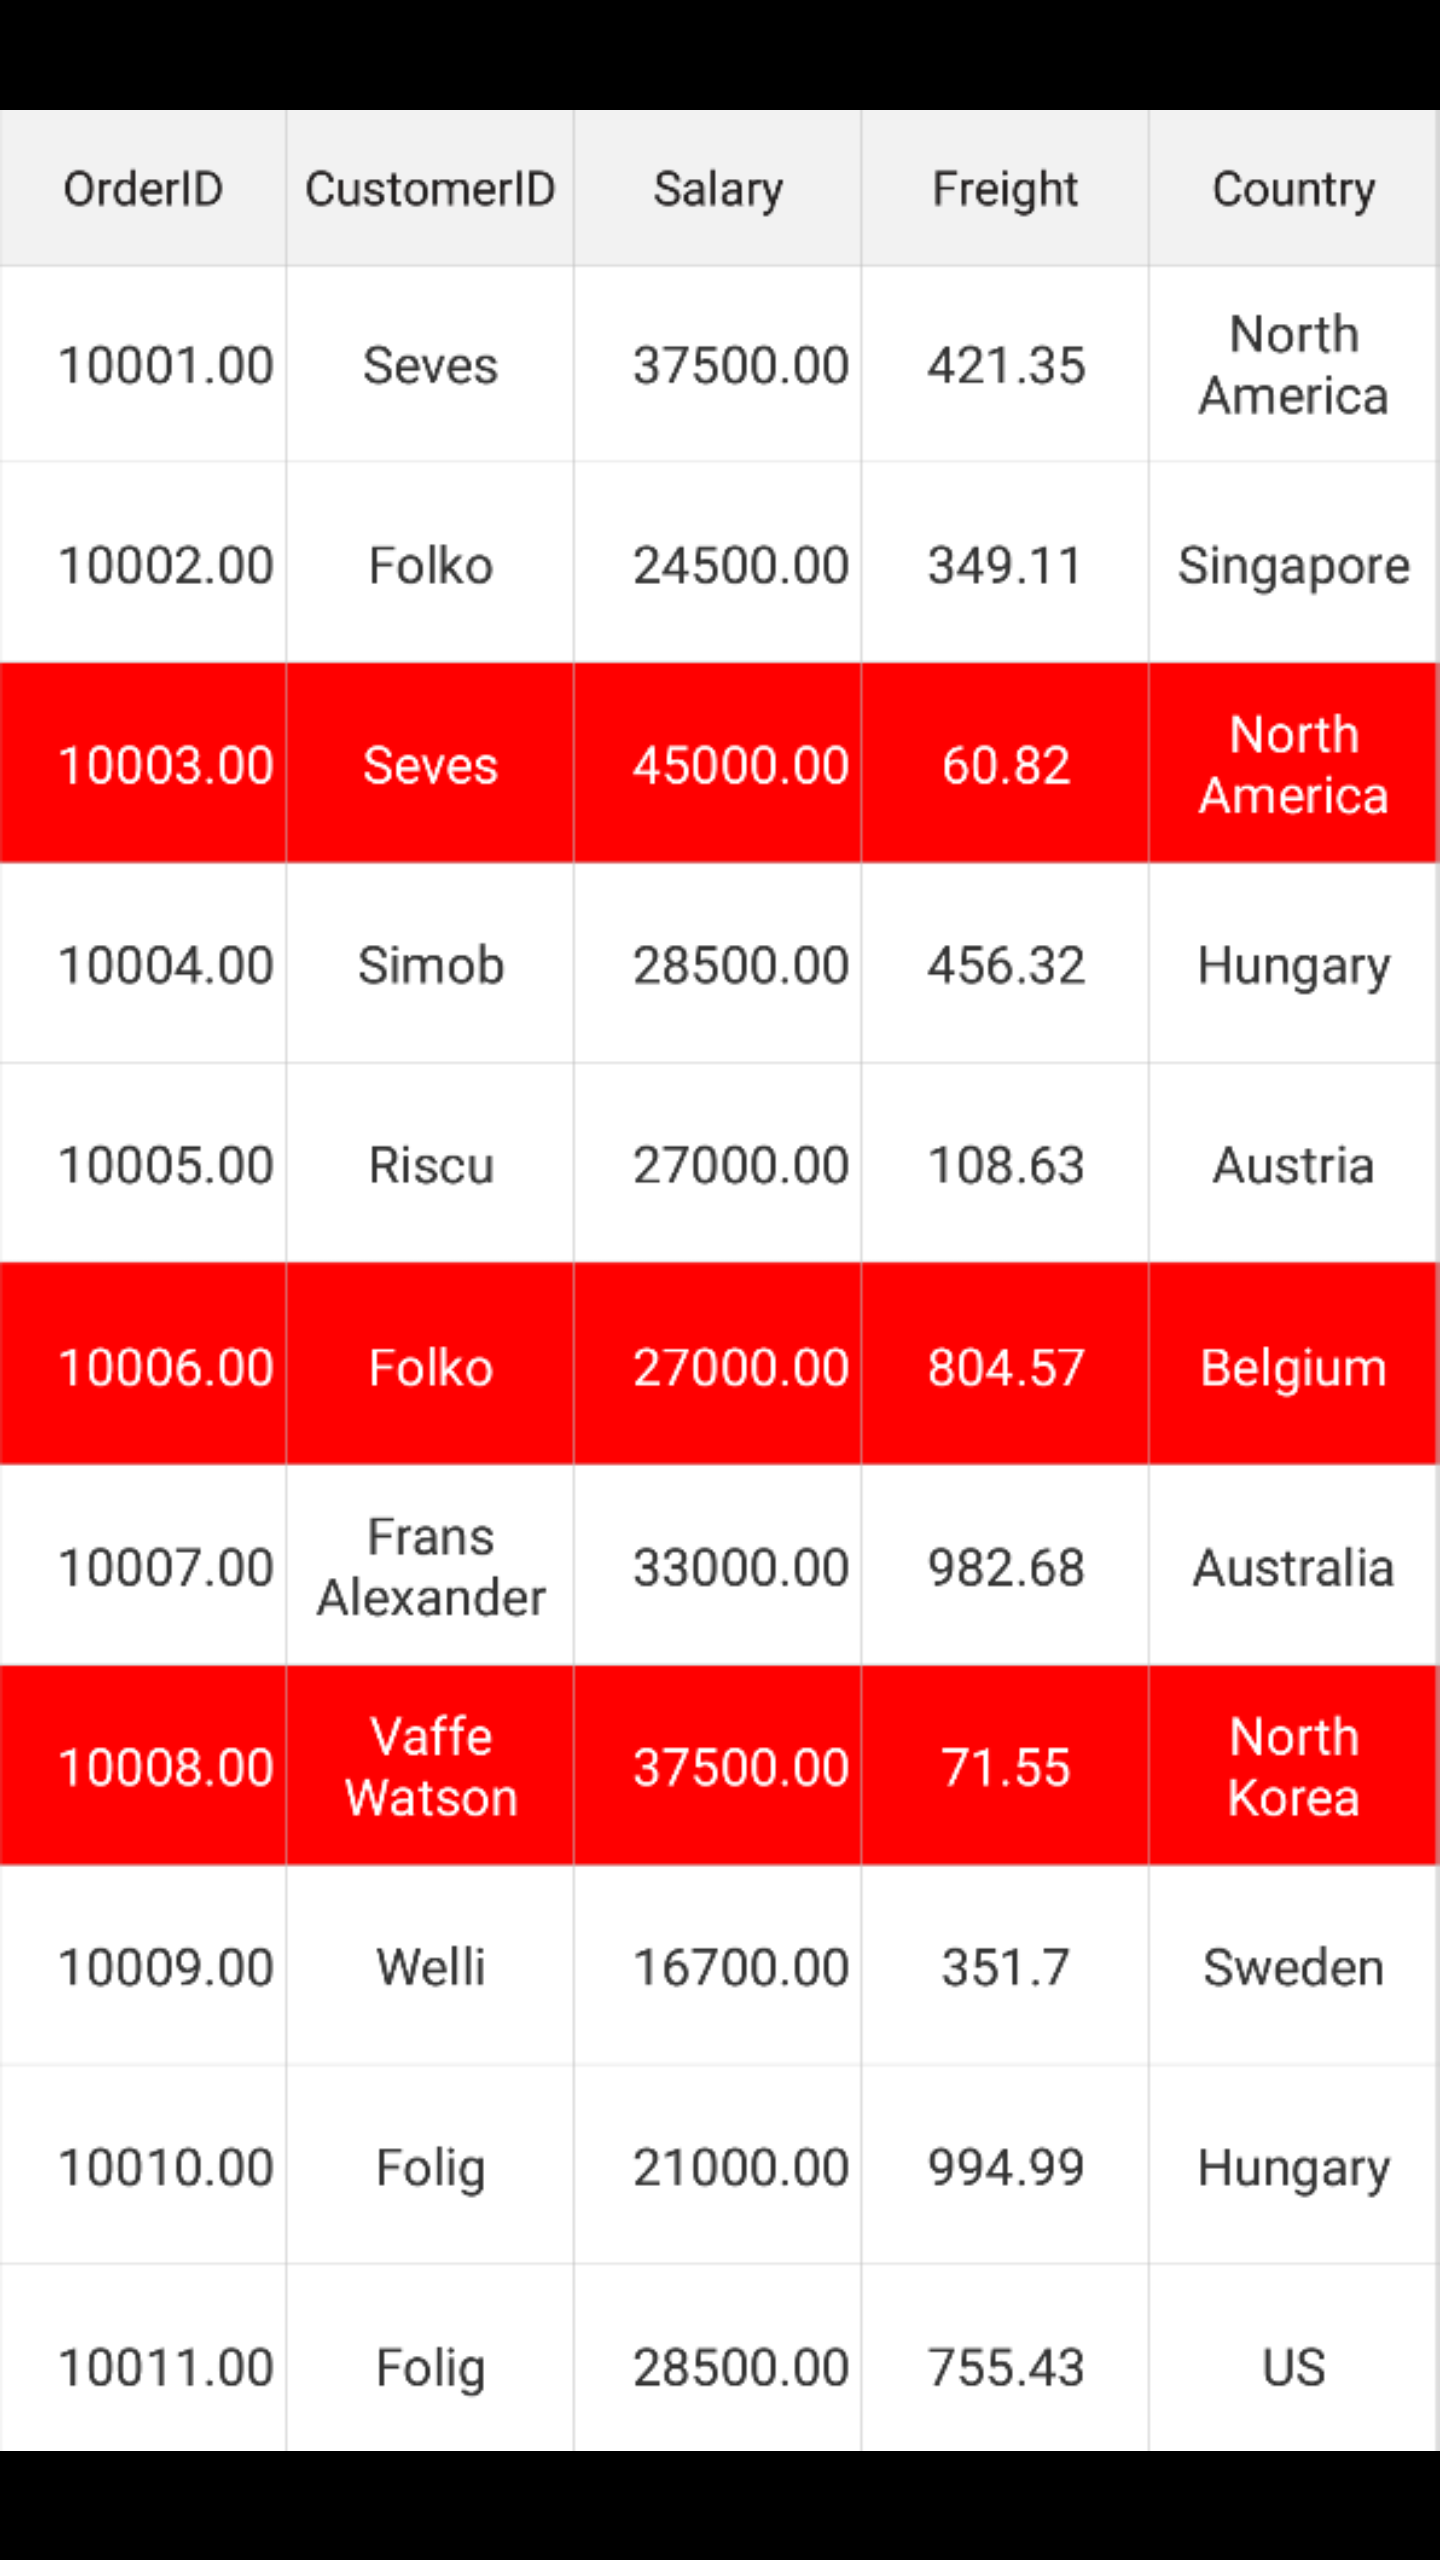 OrderID CustomerID Salary Freight Country
10001.00 Seves 37500.00 421.35 North America
10002.00 Folko 24500.00 349.11 Singapore
10003.00 Seves 45000.00 60.82 North America
10004.00 Simob 28500.00 456.32 Hungary
10005.00 Riscu 27000.00 108.63 Austria
10006.00 Folko 27000.00 804.57 Belgium
10007.00 Frans Alexander 33000.00 982.68 Australia
10008.00 Vaffe Watson 37500.00 71.55 North Korea
10009.00 Welli 16700.00 351.7 Sweden
10010.00 Folig 21000.00 994.99 Hungary
10011.00 Folig 28500.00 755.43 US